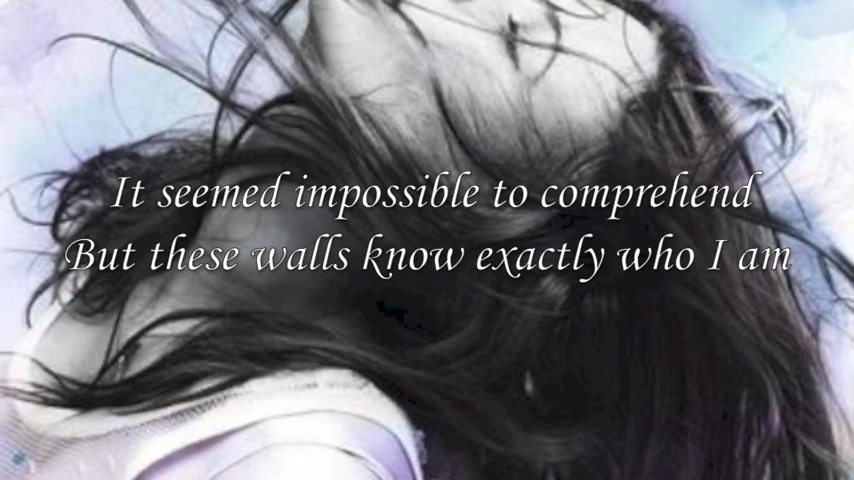 It seemed impossible to comprehend
But these walls know exactly who I am